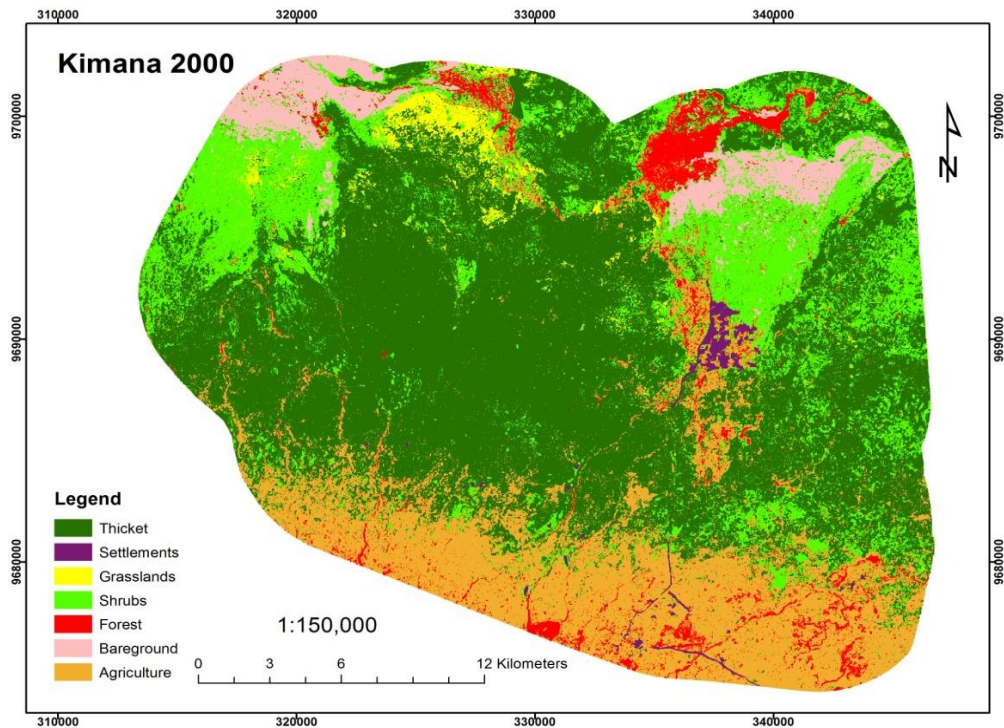 310000 320000 330000 340000
Kimana 2000
9700000 9700000
N
9690000 9690000
9680000 9680000
Legend
Thicket
Settlements
Grasslands
Shrubs
Forest
Bareground
Agriculture
1:150,000
0 3 6 12 Kilometers
310000 320000 330000 340000